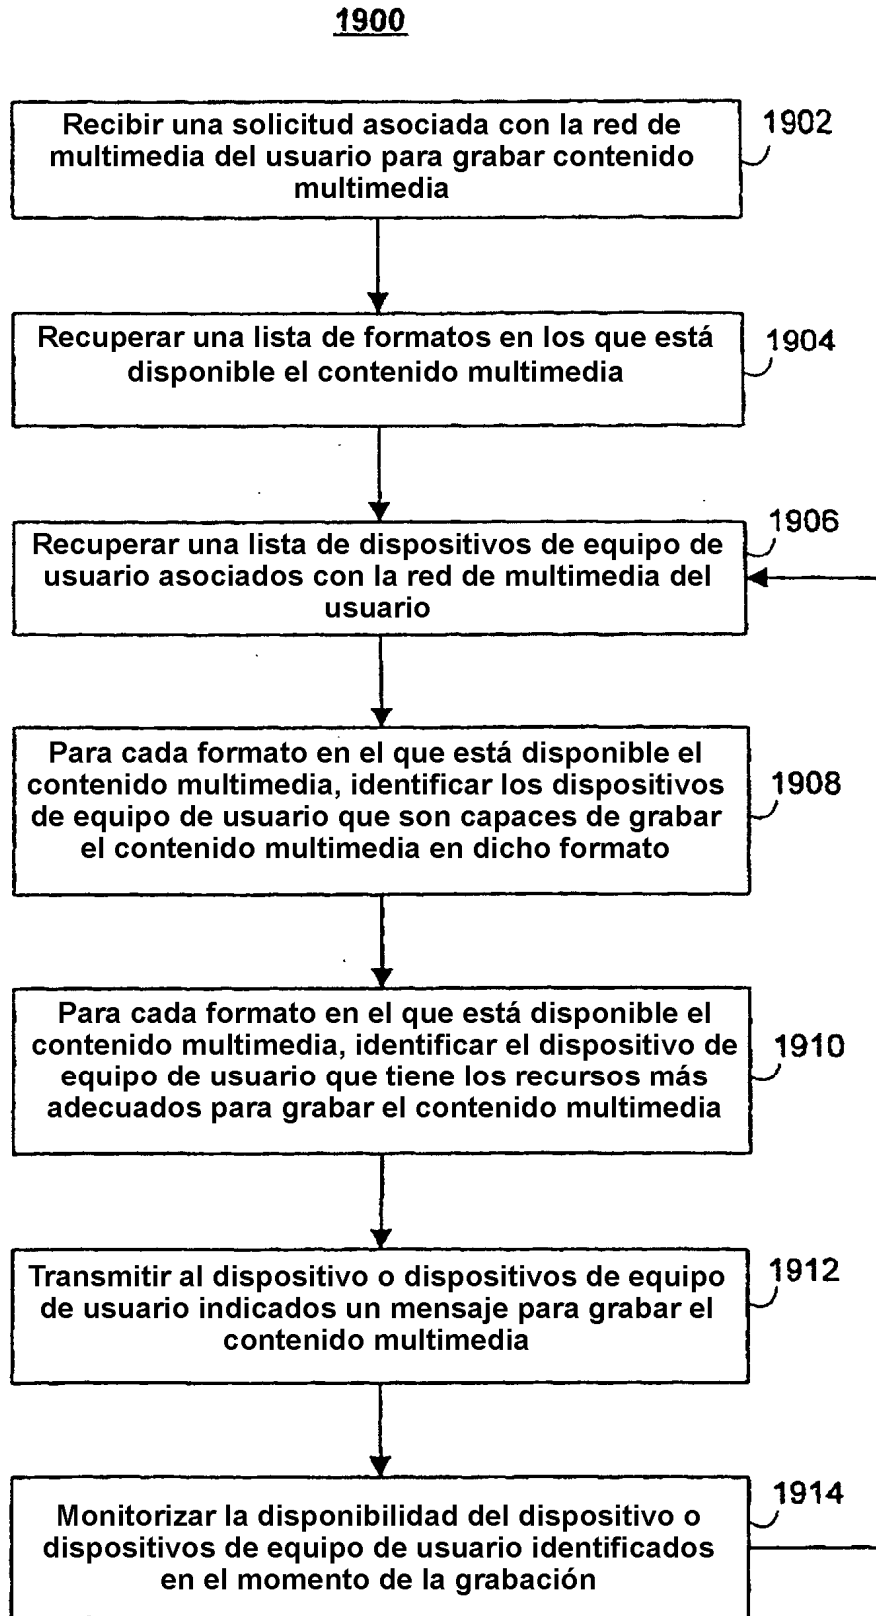 1900
Recibir una solicitud asociada con la red de
multimedia del usuario para grabar contenido
multimedia
1902
Recuperar una lista de formatos en los que está
disponible el contenido multimedia
1904
Recuperar una lista de dispositivos de equipo de
usuario asociados con la red de multimedia del
usuario
1906
Para cada formato en el que está disponible el
contenido multimedia, identificar los dispositivos
de equipo de usuario que son capaces de grabar
el contenido multimedia en dicho formato
1908
Para cada formato en el que está disponible el
contenido multimedia, identificar el dispositivo de
equipo de usuario que tiene los recursos más
adecuados para grabar el contenido multimedia
1910
Transmitir al dispositivo o dispositivos de equipo
de usuario indicados un mensaje para grabar el
contenido multimedia
1912
Monitorizar la disponibilidad del dispositivo o
dispositivos de equipo de usuario identificados
en el momento de la grabación
1914